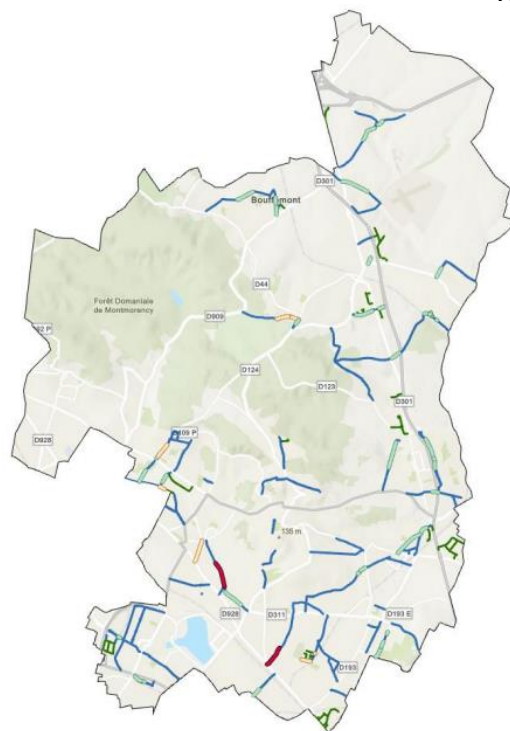 D301
Bouffémont
Forêt Domaniale
de Montmorency
D44
D909
D124
D123
D301
D928
135 m
D928
D311
D193 E
D193